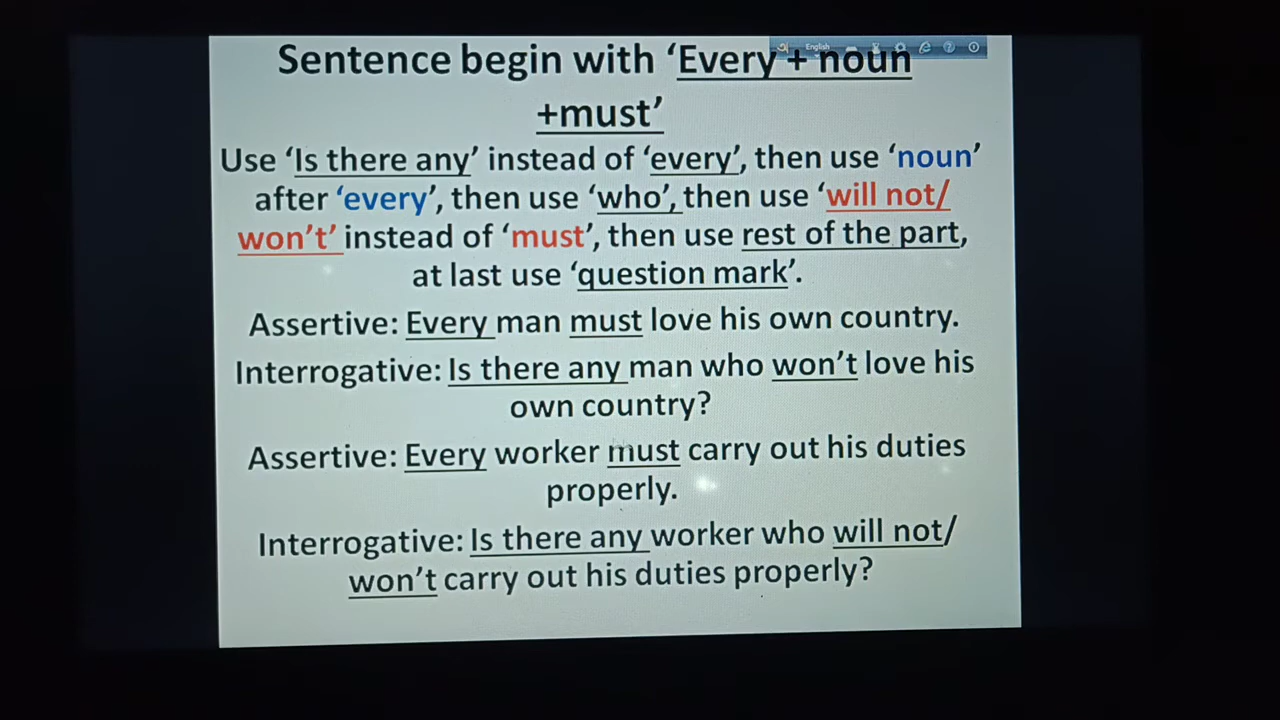 Sentence begin with ‘Every + noun
+must’
Use ‘Is there any’ instead of ‘every’, then use ‘noun’
after ‘every’, then use ‘who’, then use ‘will not/
won’t’ instead of ‘must’, then use rest of the part,
at last use ‘question mark’.
Assertive: Every man must love his own country.
Interrogative: Is there any man who won’t love his
own country?
Assertive: Every worker must carry out his duties
properly.
Interrogative: Is there any worker who will not/
won’t carry out his duties properly?
English